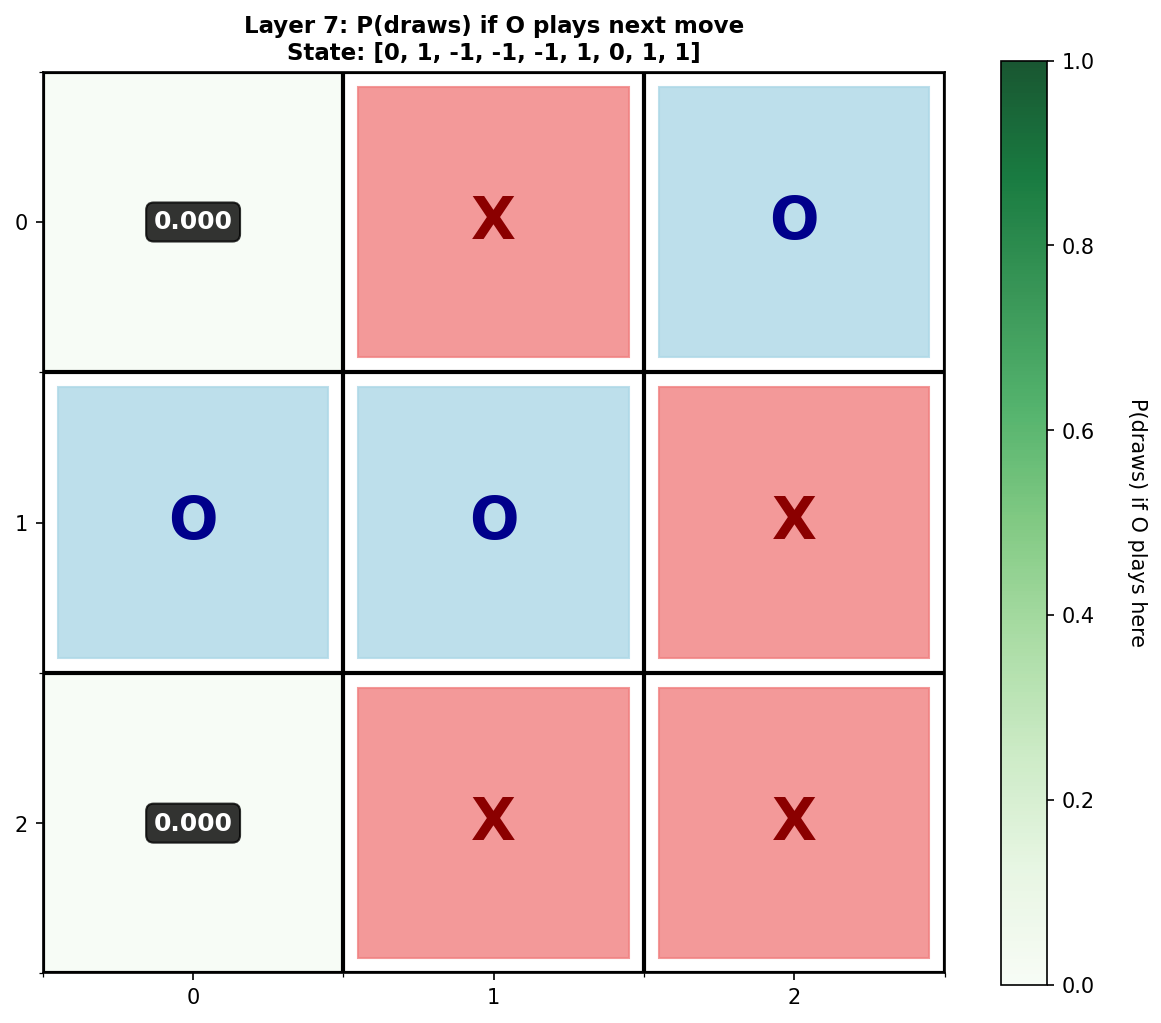 Layer 7: P(draws) if O plays next move
State: [0, 1, -1, -1, -1, 1, 0, 1, 1]
0
0.000
X
O
1
O
O
X
2
0.000
X
X
0
1
2
1.0
0.8
0.6
0.4
0.2
0.0
P(draws) if O plays here